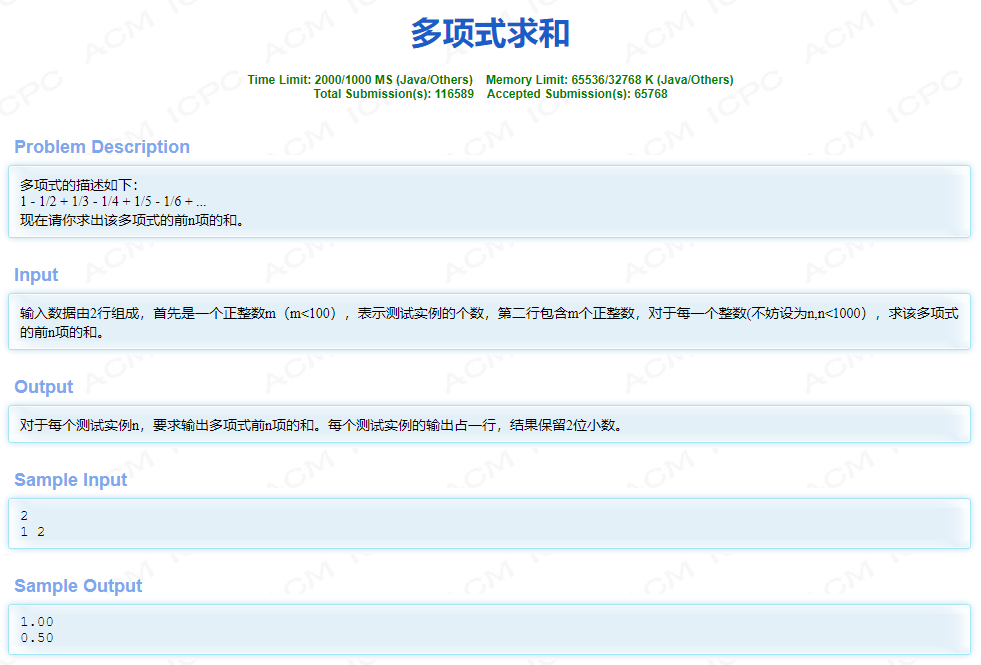 多项式求和
Time Limit: 2000/1000 MS (Java/Others)    Memory Limit: 65536/32768 K (Java/Others)
Total Submission(s): 116589    Accepted Submission(s): 65768
Problem Description
多项式的描述如下：
1 - 1/2 + 1/3 - 1/4 + 1/5 - 1/6 + ...
现在请你求出该多项式的前n项的和。
Input
输入数据由2行组成，首先是一个正整数m（m<100），表示测试实例的个数，第二行包含m个正整数，对于每一个整数(不妨设为n,n<1000），求该多项式
的前n项的和。
Output
对于每个测试实例n，要求输出多项式前n项的和。每个测试实例的输出占一行，结果保留2位小数。
Sample Input
2
1 2
Sample Output
1.00
0.50